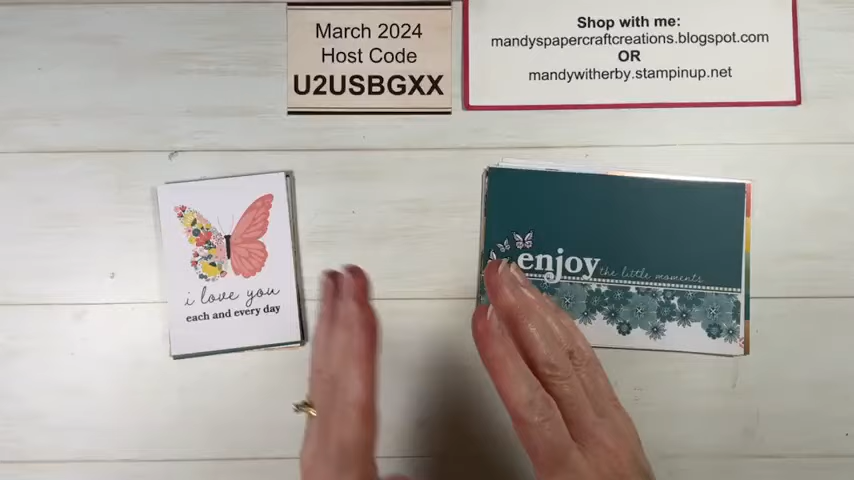 March 2024
Host Code
U2USBGXX
Shop with me:
mandyspapercraftcreations.blogspot.com
OR
mandywitherby.stampinup.net
i love you
each and every day
enjoy the little moments